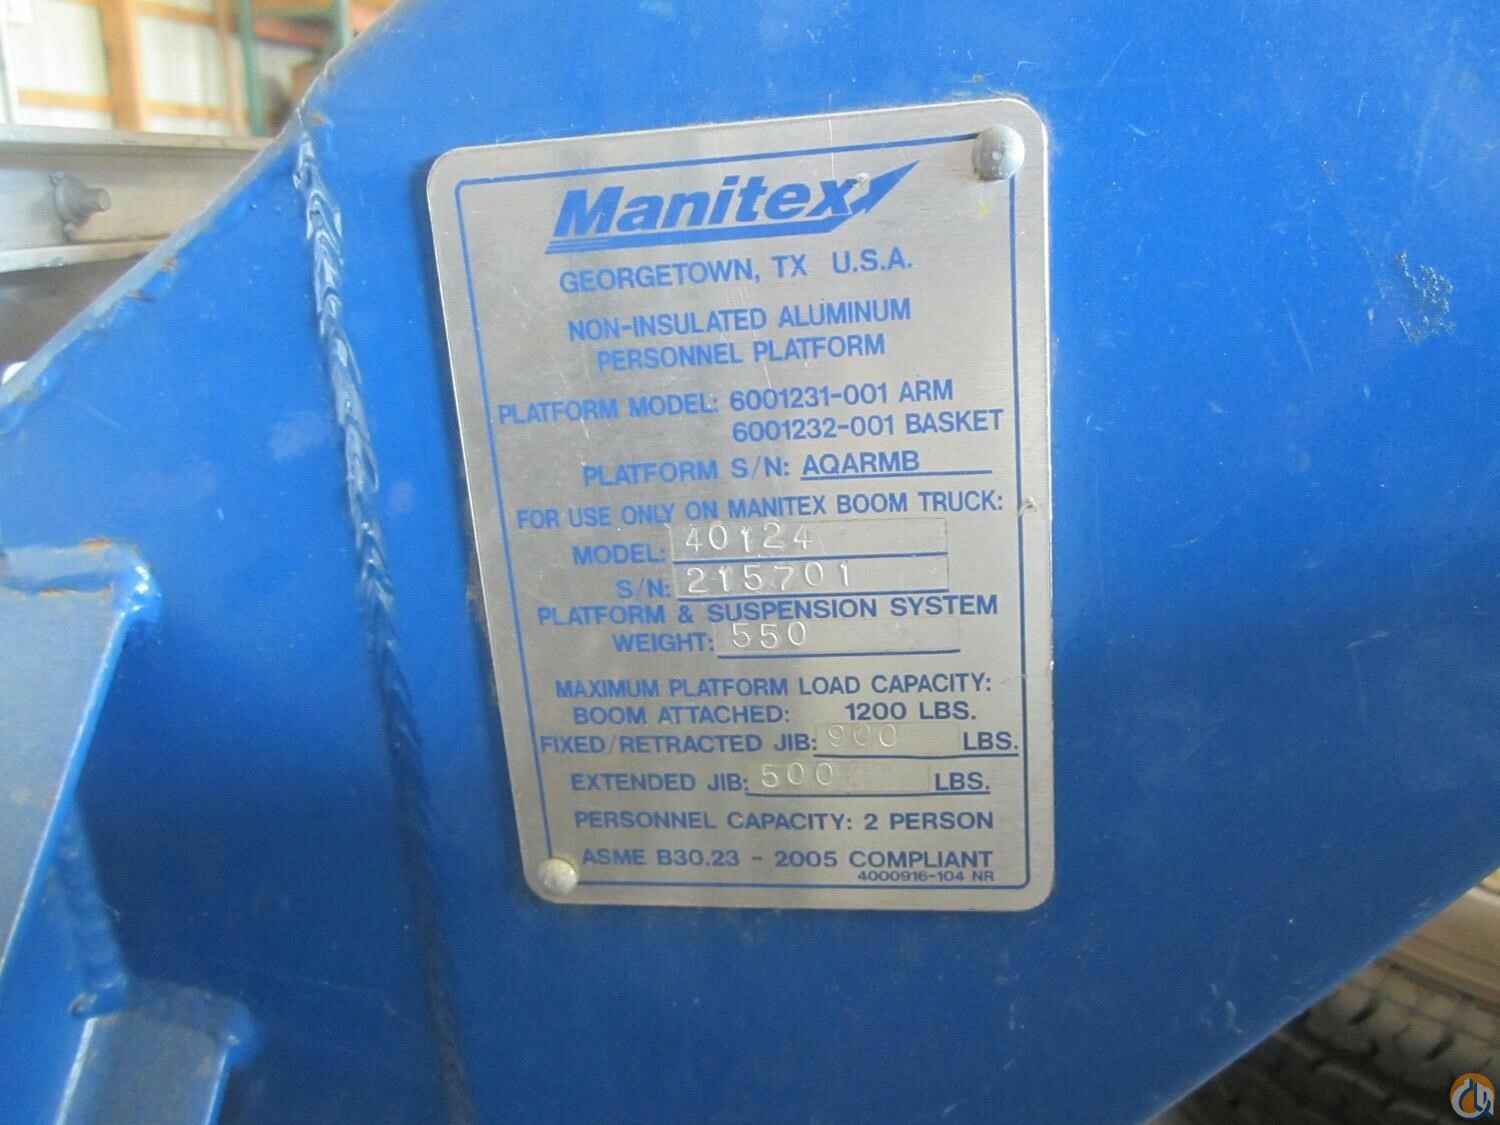 Manitex
GEORGETOWN, TX U.S.A.
NON-INSULATED ALUMINUM
PERSONNEL PLATFORM
PLATFORM MODEL: 6001231-001 ARM
6001232-001 BASKET
PLATFORM S/N: AQARMB
FOR USE ONLY ON MANITEX BOOM TRUCK:
MODEL: 40124
S/N: 215701
PLATFORM & SUSPENSION SYSTEM
WEIGHT: 550
MAXIMUM PLATFORM LOAD CAPACITY:
BOOM ATTACHED: 1200 LBS.
FIXED/RETRACTED JIB: 900 LBS.
EXTENDED JIB: 500 LBS.
PERSONNEL CAPACITY: 2 PERSON
ASME B30.23 - 2005 COMPLIANT
4000916-104 NR